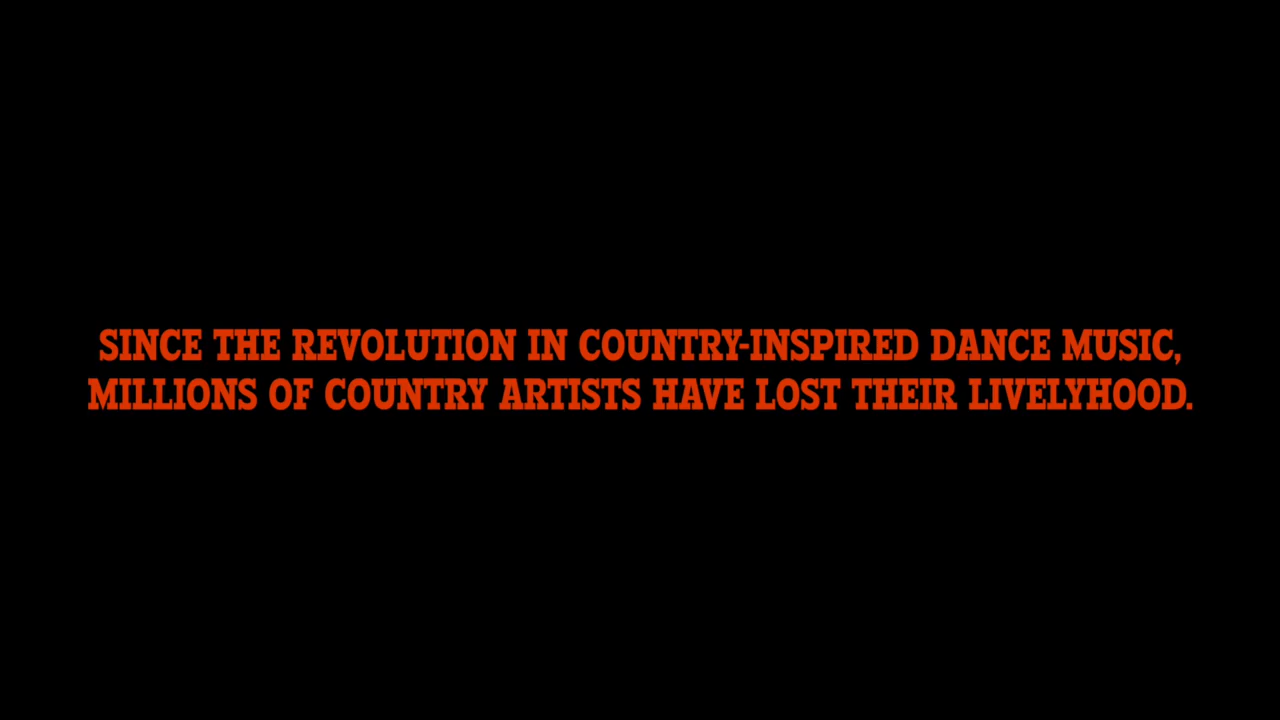 SINCE THE REVOLUTION IN COUNTRY-INSPIRED DANCE MUSIC,
MILLIONS OF COUNTRY ARTISTS HAVE LOST THEIR LIVELYHOOD.